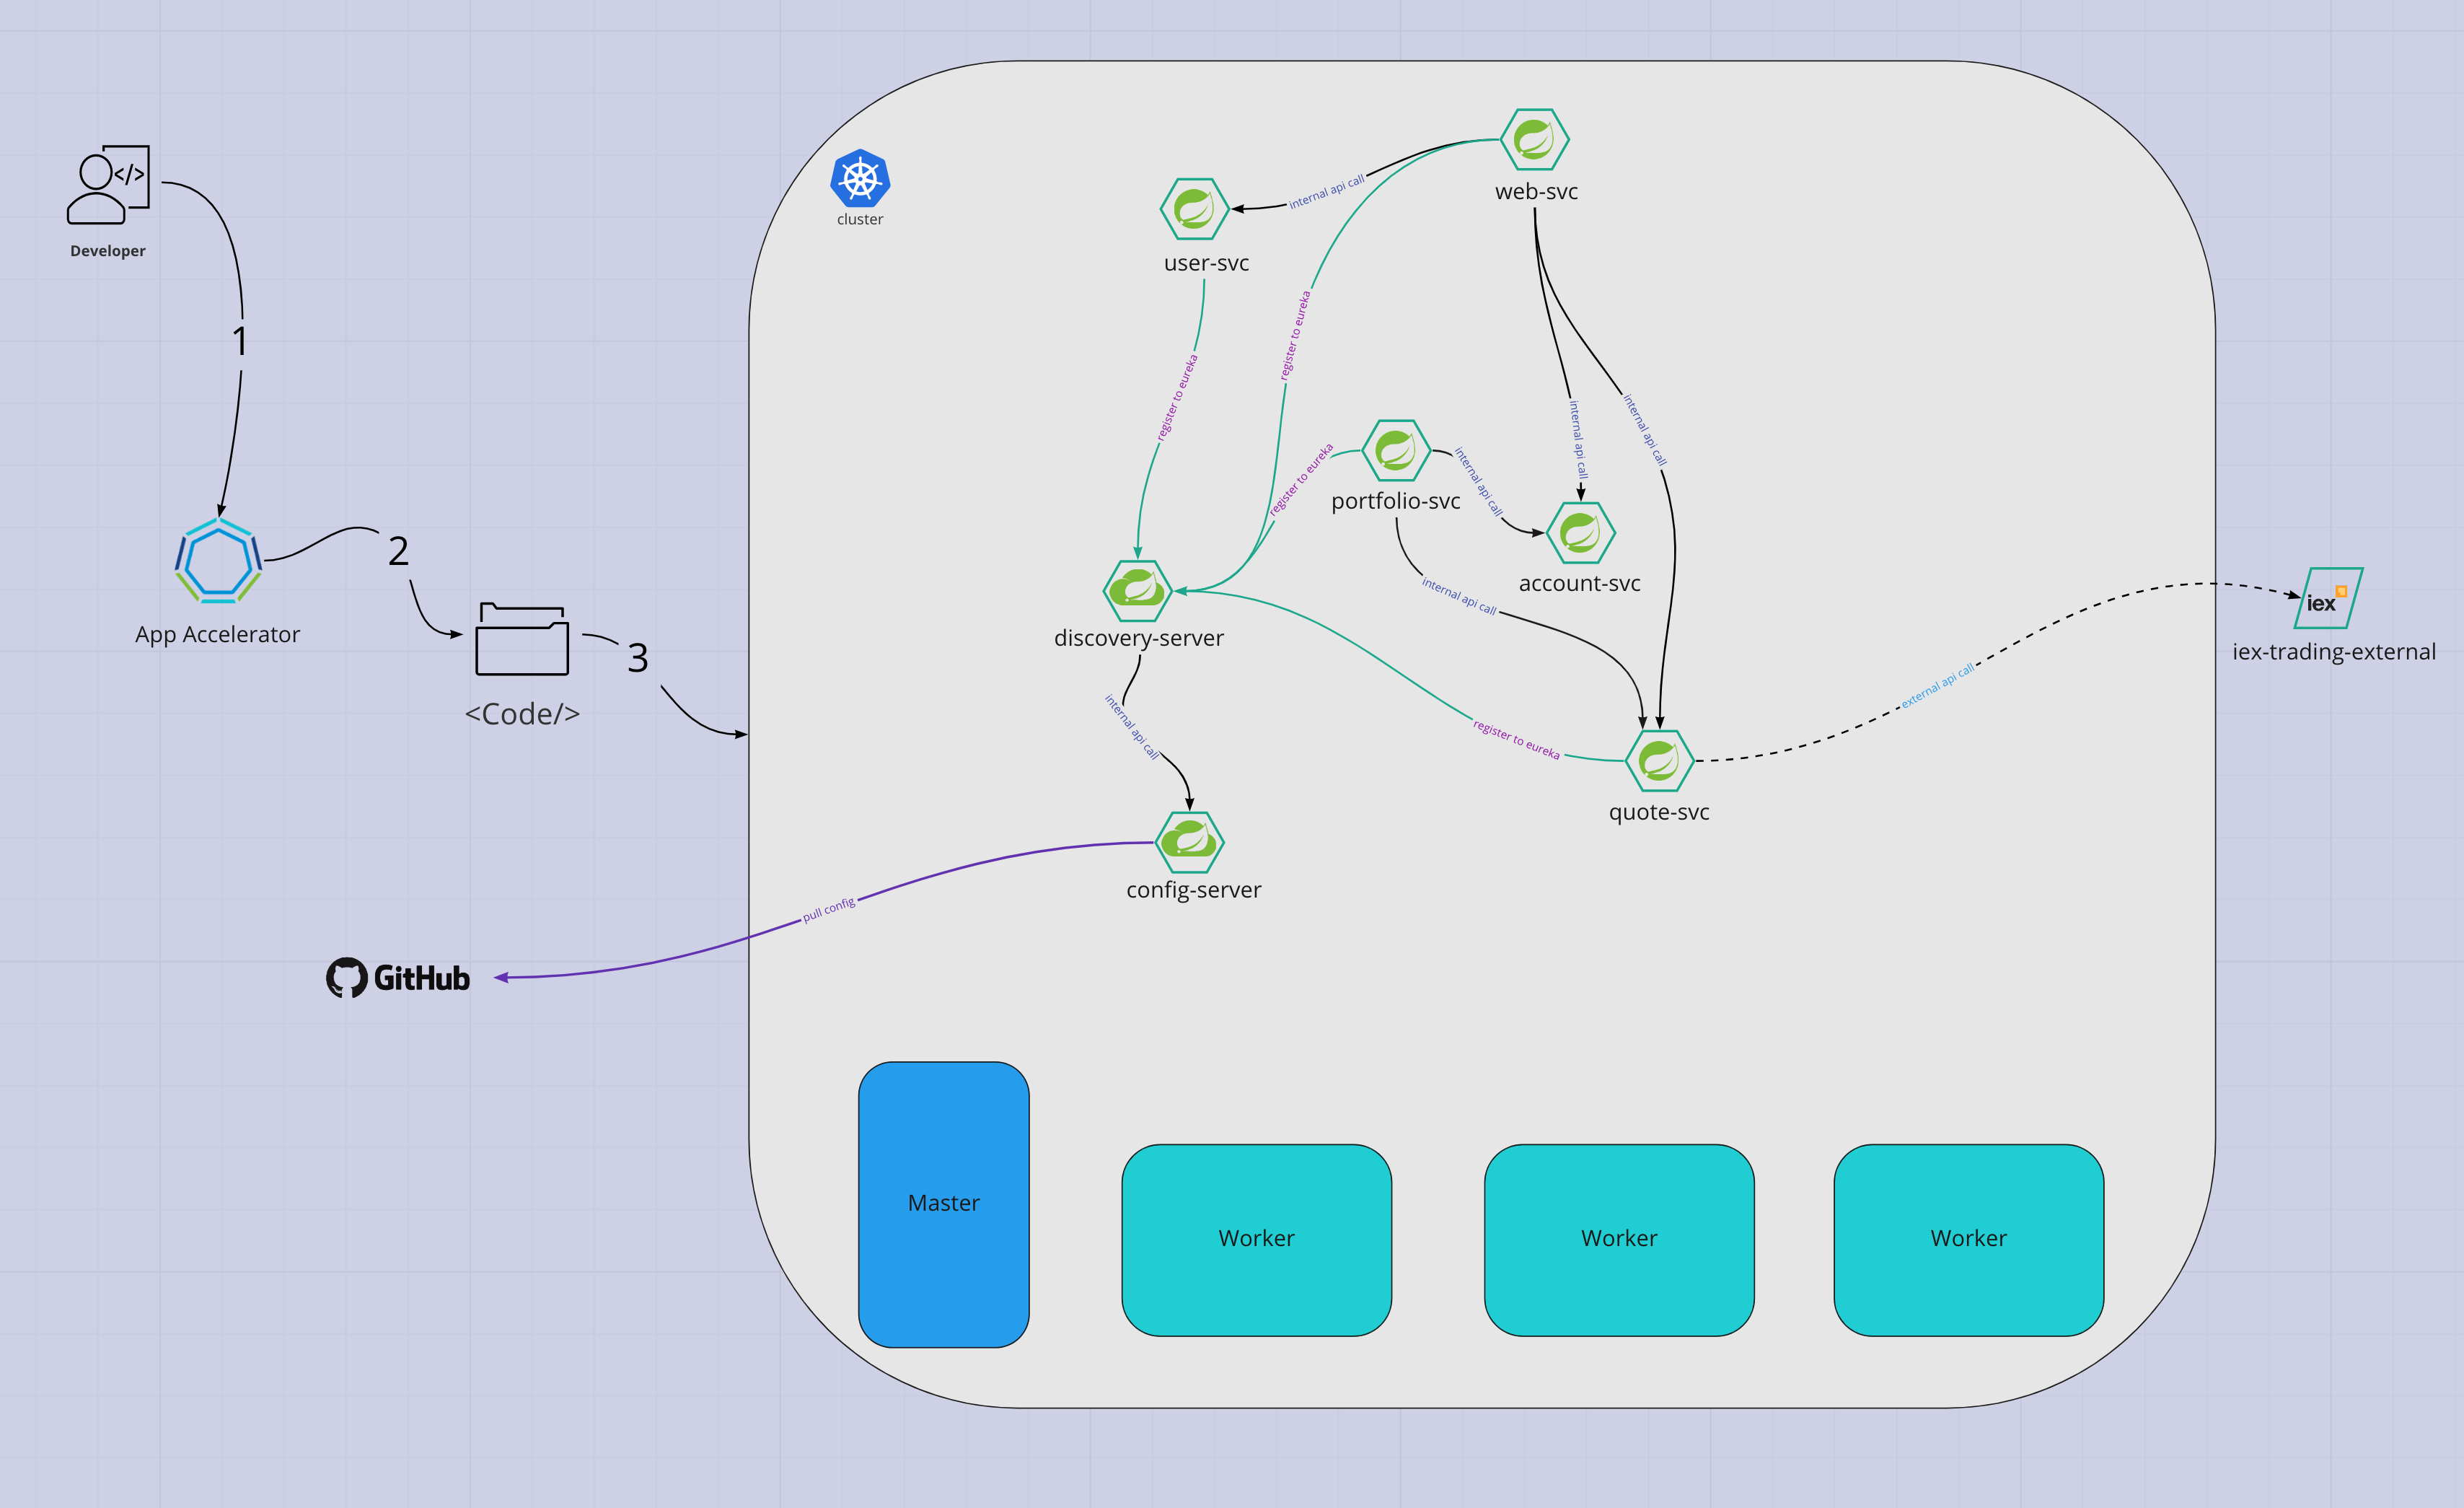 </>
Developer
1
App Accelerator
2
<Code/>
3
cluster
web-svc
internal api call
user-svc
register to eureka
register to eureka
internal api call
internal api call
portfolio-svc
register to eureka
internal api call
account-svc
internal api call
discovery-server
internal api call
register to eureka
quote-svc
external api call
iex
iex-trading-external
config-server
pull config
GitHub
Master
Worker
Worker
Worker